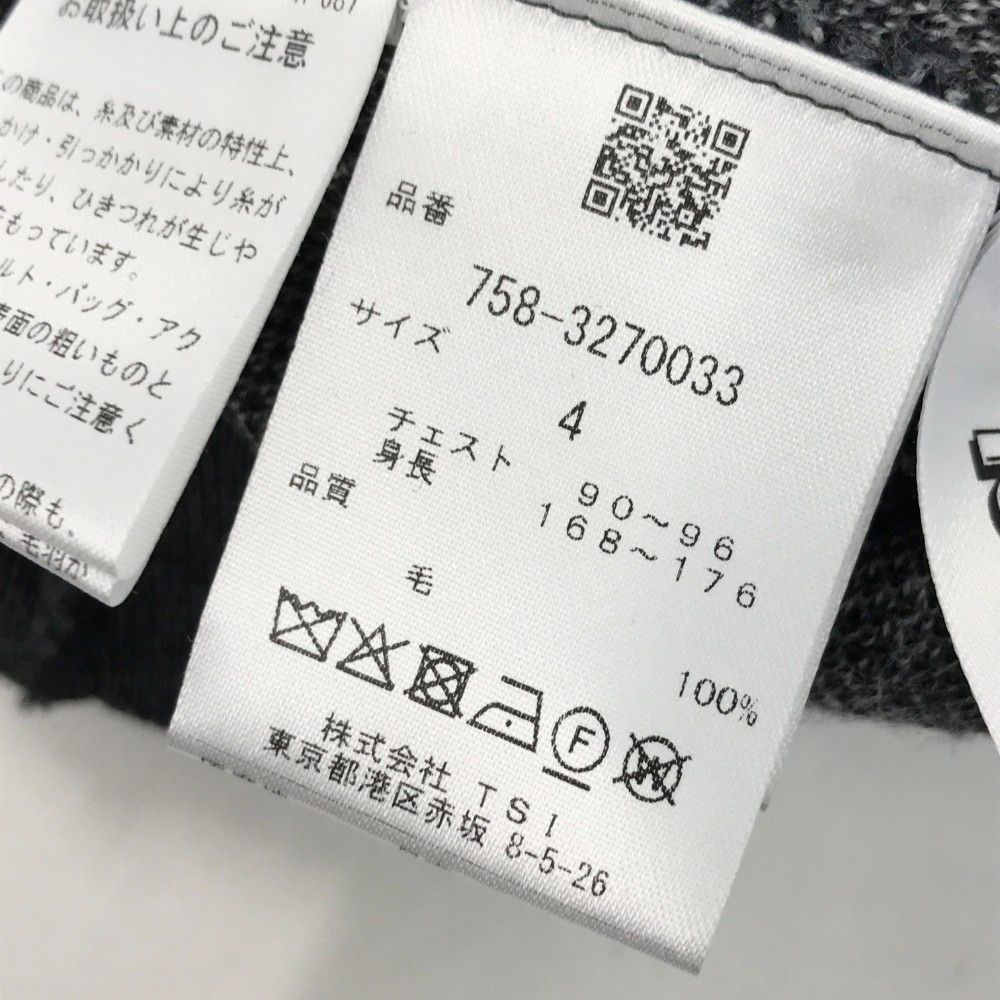 お取扱い上のご注意
の商品は、糸及び素材の特性上、
かけ・引っかかりにより糸が
したり、ひきつれが生じや
をもっています。
ルト・バッグ・アク
表面の粗いものと
りにご注意く
の際も、
毛羽が
品番
758-3270033
サイズ
4
チェスト 90〜96
身長 168〜176
品質
毛 100%
F
W
株式会社 TSI
東京都港区赤坂 8-5-26